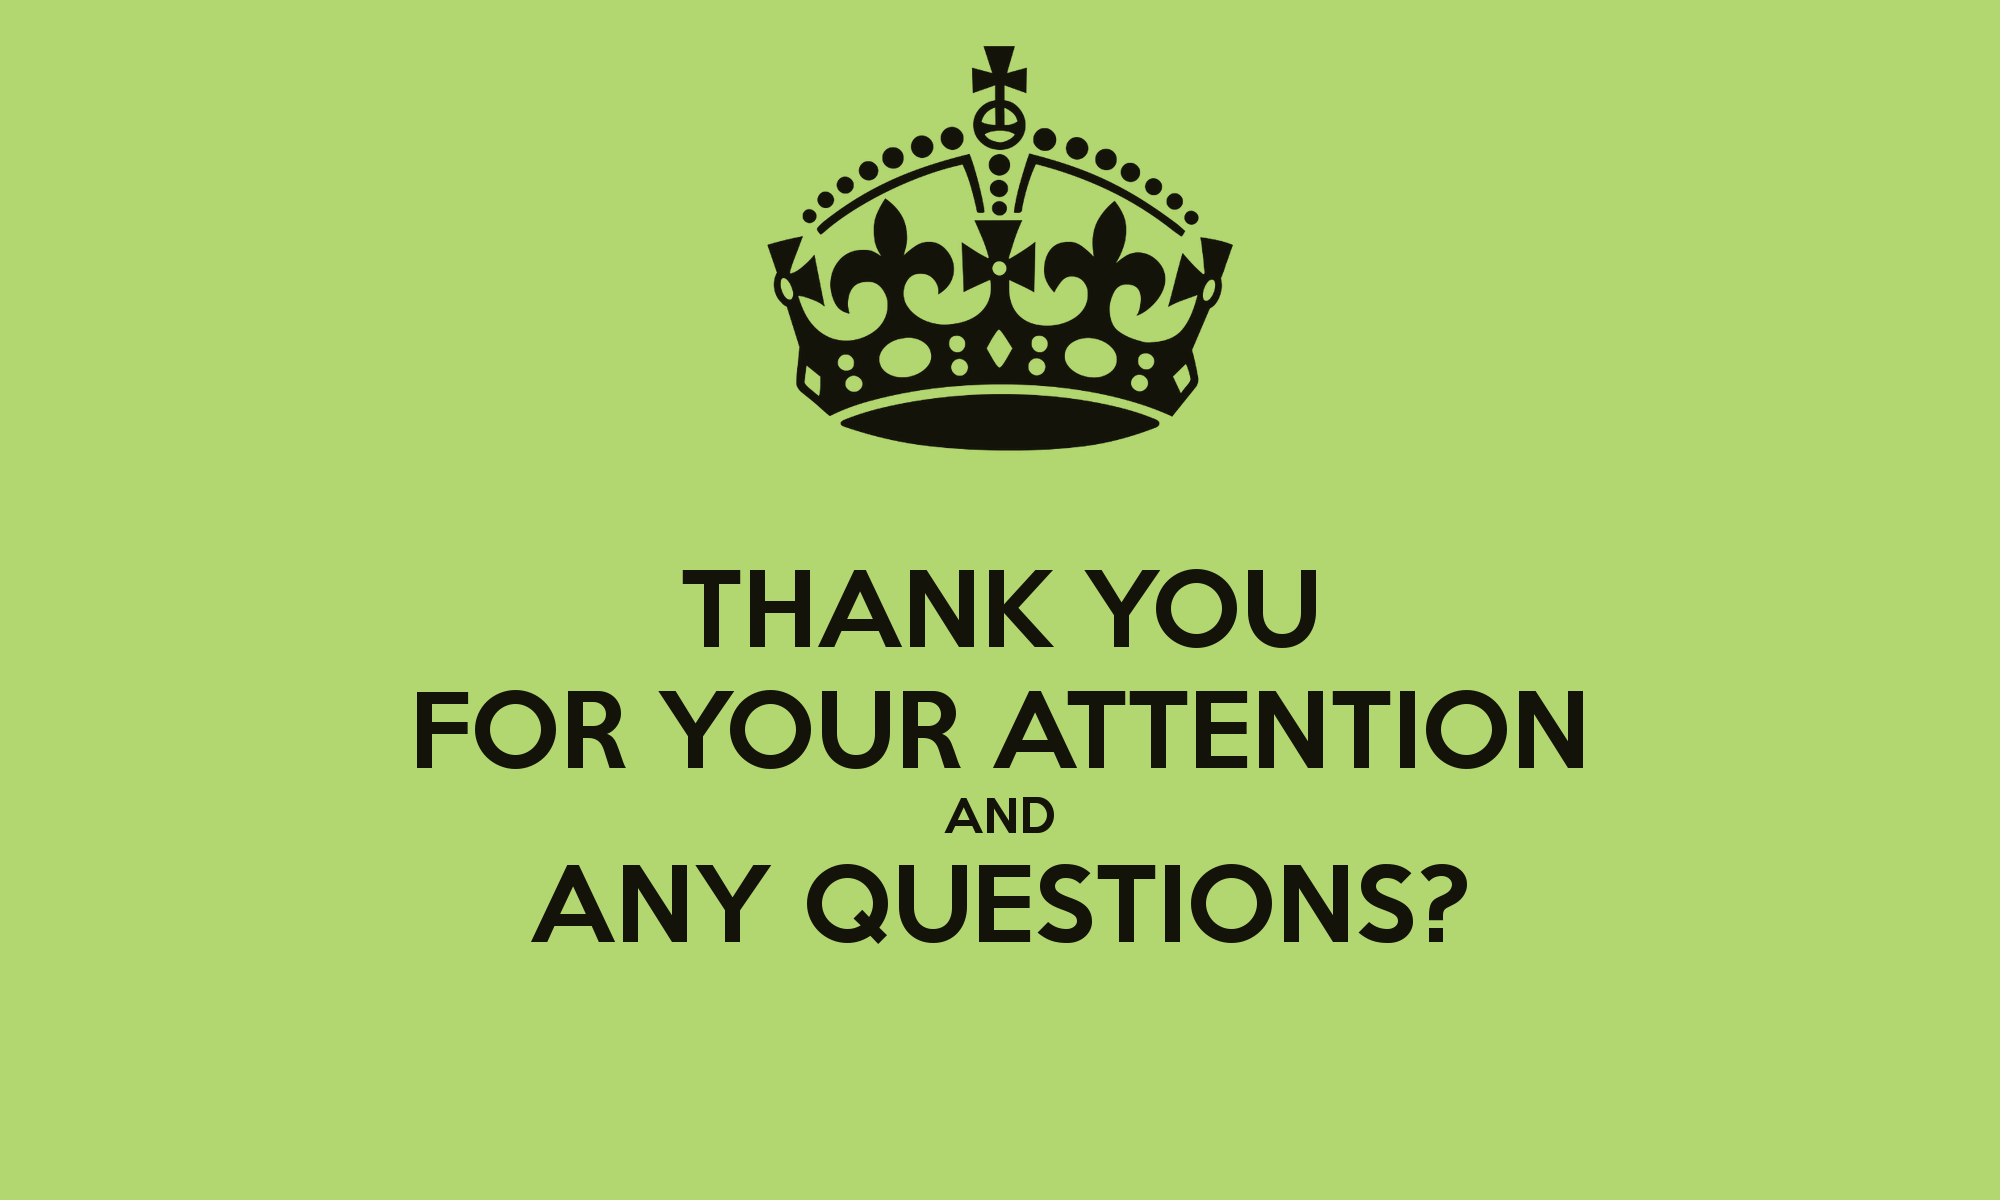 THANK YOU
FOR YOUR ATTENTION
AND
ANY QUESTIONS?